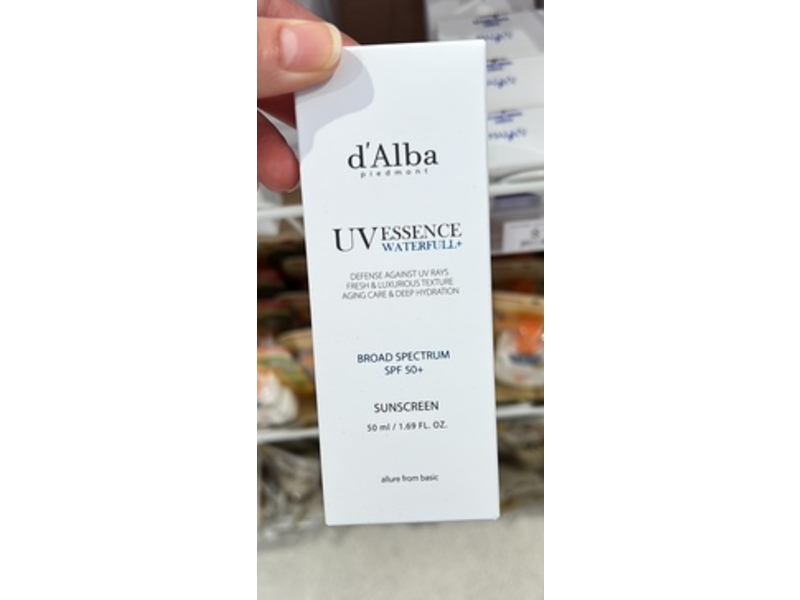 d'Alba
piedmont
UV ESSENCE
WATERFULL+
DEFENSE AGAINST UV RAYS
FRESH & LUXURIOUS TEXTURE
AGING CARE & DEEP HYDRATION
BROAD SPECTRUM
SPF 50+
SUNSCREEN
50 ml / 1.69 FL. OZ.
allure from basic